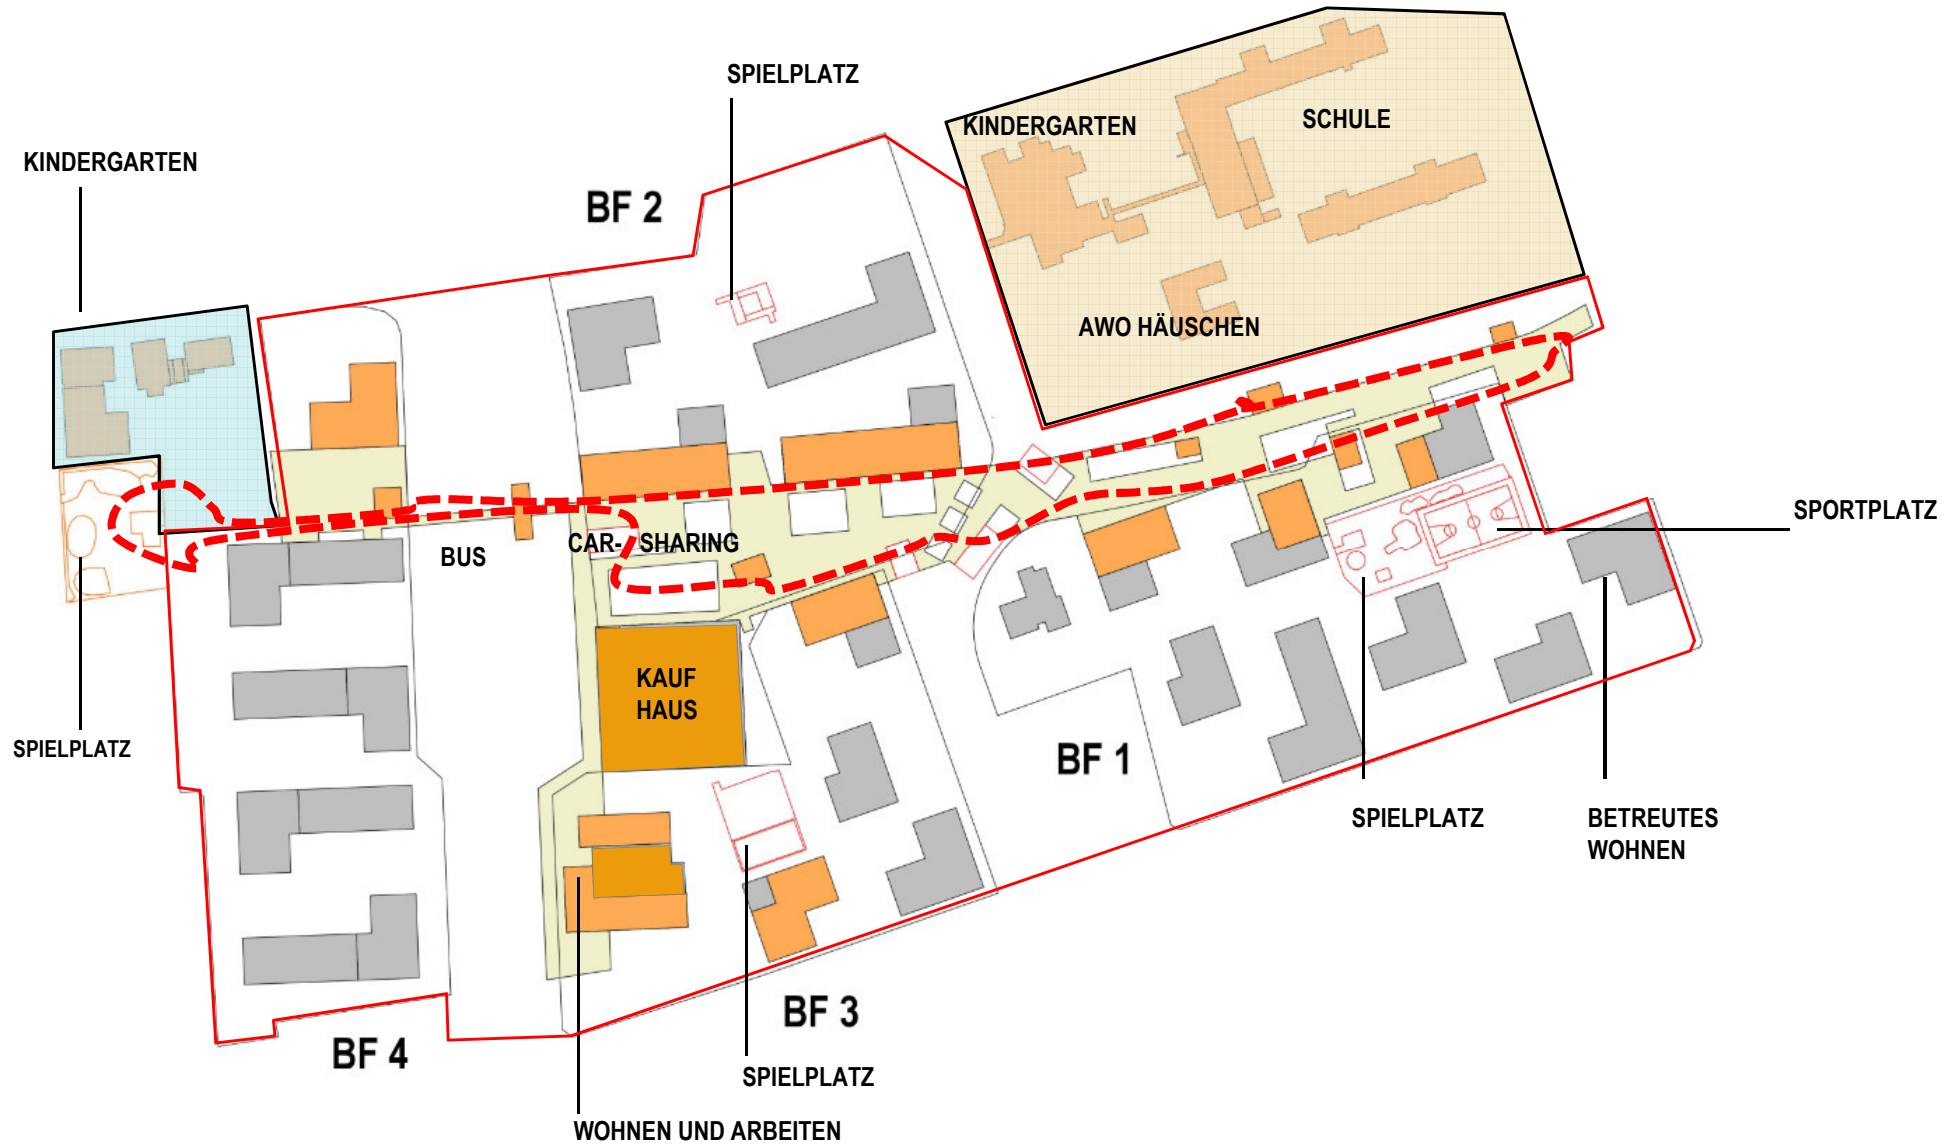 SPIELPLATZ
KINDERGARTEN
SCHULE
KINDERGARTEN
BF 2
AWO HÄUSCHEN
SPORTPLATZ
BUS
CAR- SHARING
KAUF
HAUS
SPIELPLATZ
BF 1
SPIELPLATZ
BETREUTES
WOHNEN
BF 3
BF 4
SPIELPLATZ
WOHNEN UND ARBEITEN